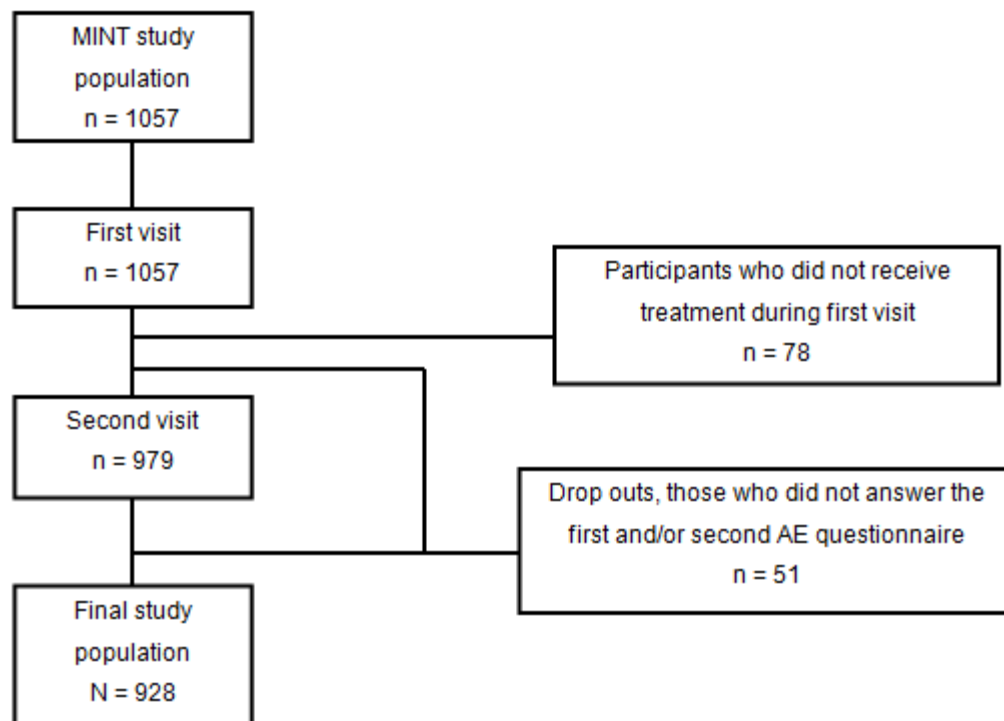 MINT study
population
n = 1057
First visit
n = 1057
Participants who did not receive
treatment during first visit
n = 78
Second visit
n = 979
Drop outs, those who did not answer the
first and/or second AE questionnaire
n = 51
Final study
population
N = 928